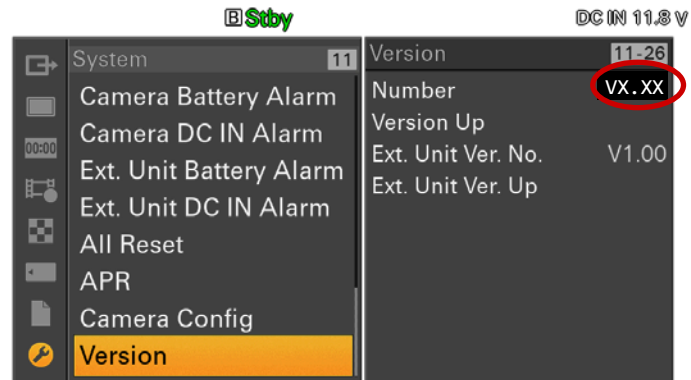 B Stby DC IN 11.8 V
System 11
Camera Battery Alarm
Camera DC IN Alarm
Ext. Unit Battery Alarm
Ext. Unit DC IN Alarm
All Reset
APR
Camera Config
Version
00:00
Version 11-26
Number VX.XX
Version Up
Ext. Unit Ver. No. V1.00
Ext. Unit Ver. Up